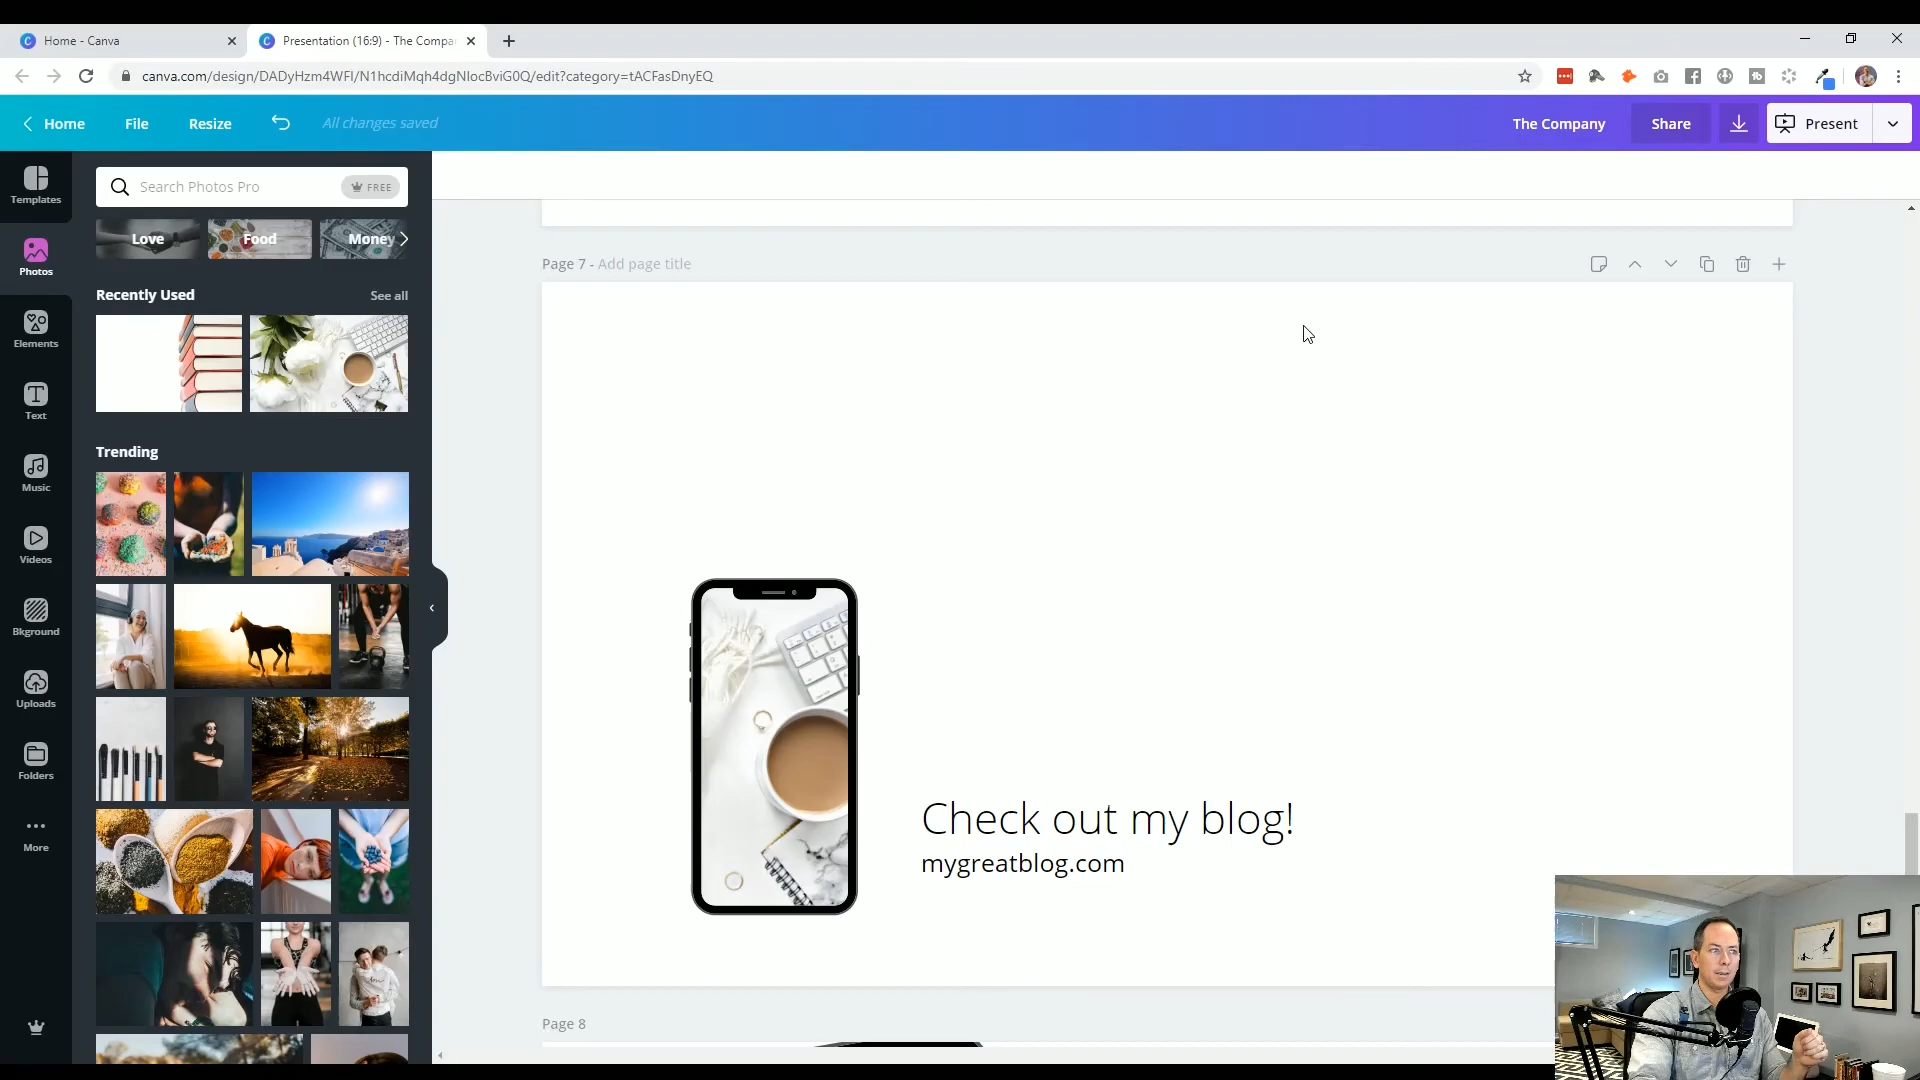 Home - Canva
Presentation (16:9) - The Compa
canva.com/design/DADyHzm4WFI/N1hcdiMqh4dgNlocBviG0Q/edit?category=tACFasDnyEQ
Home
File
Resize
All changes saved
The Company
Share
Present
Templates
Photos
Elements
Text
Music
Videos
Bkground
Uploads
Folders
More
Search Photos Pro
FREE
Love
Food
Money
Recently Used
See all
Trending
Page 7 - Add page title
Check out my blog!
mygreatblog.com
Page 8